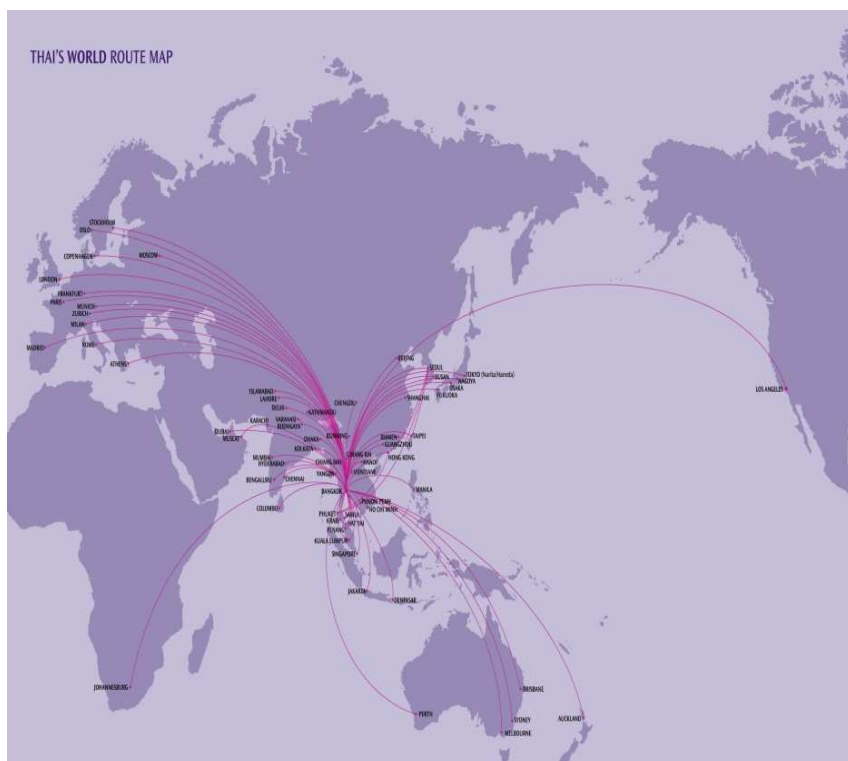 THAI'S WORLD ROUTE MAP
STOCKHOLM
OSLO
COPENHAGEN
MOSCOW
LONDON
FRANKFURT
PARIS
MUNICH
ZURICH
MILAN
MADRID
ROME
ATHENS
BEIJING
SEOUL
BUSAN
TOKYO (Narita/Haneda)
NAGOYA
OSAKA
FUKUOKA
LOS ANGELES
ISLAMABAD
LAHORE
DELHI
KATHMANDU
CHENGDU
SHANGHAI
KARACHI
VARANASI
BODHGAYA
DUBAI
MUSCAT
DHAKA
KOLKATA
KUNMING
XIAMEN
TAIPEI
GUANGZHOU
HONG KONG
MUMBAI
HYDERABAD
CHIANG RAI
CHIANG MAI
HANOI
YANGON
VIENTIANE
BENGALURU
CHENNAI
BANGKOK
MANILA
COLOMBO
PHNOM PENH
HO CHI MINH
PHUKET
KRABI
SAMUI
HAT YAI
PENANG
KUALA LUMPUR
SINGAPORE
JAKARTA
DENPASAR
JOHANNESBURG
BRISBANE
PERTH
SYDNEY
AUCKLAND
MELBOURNE